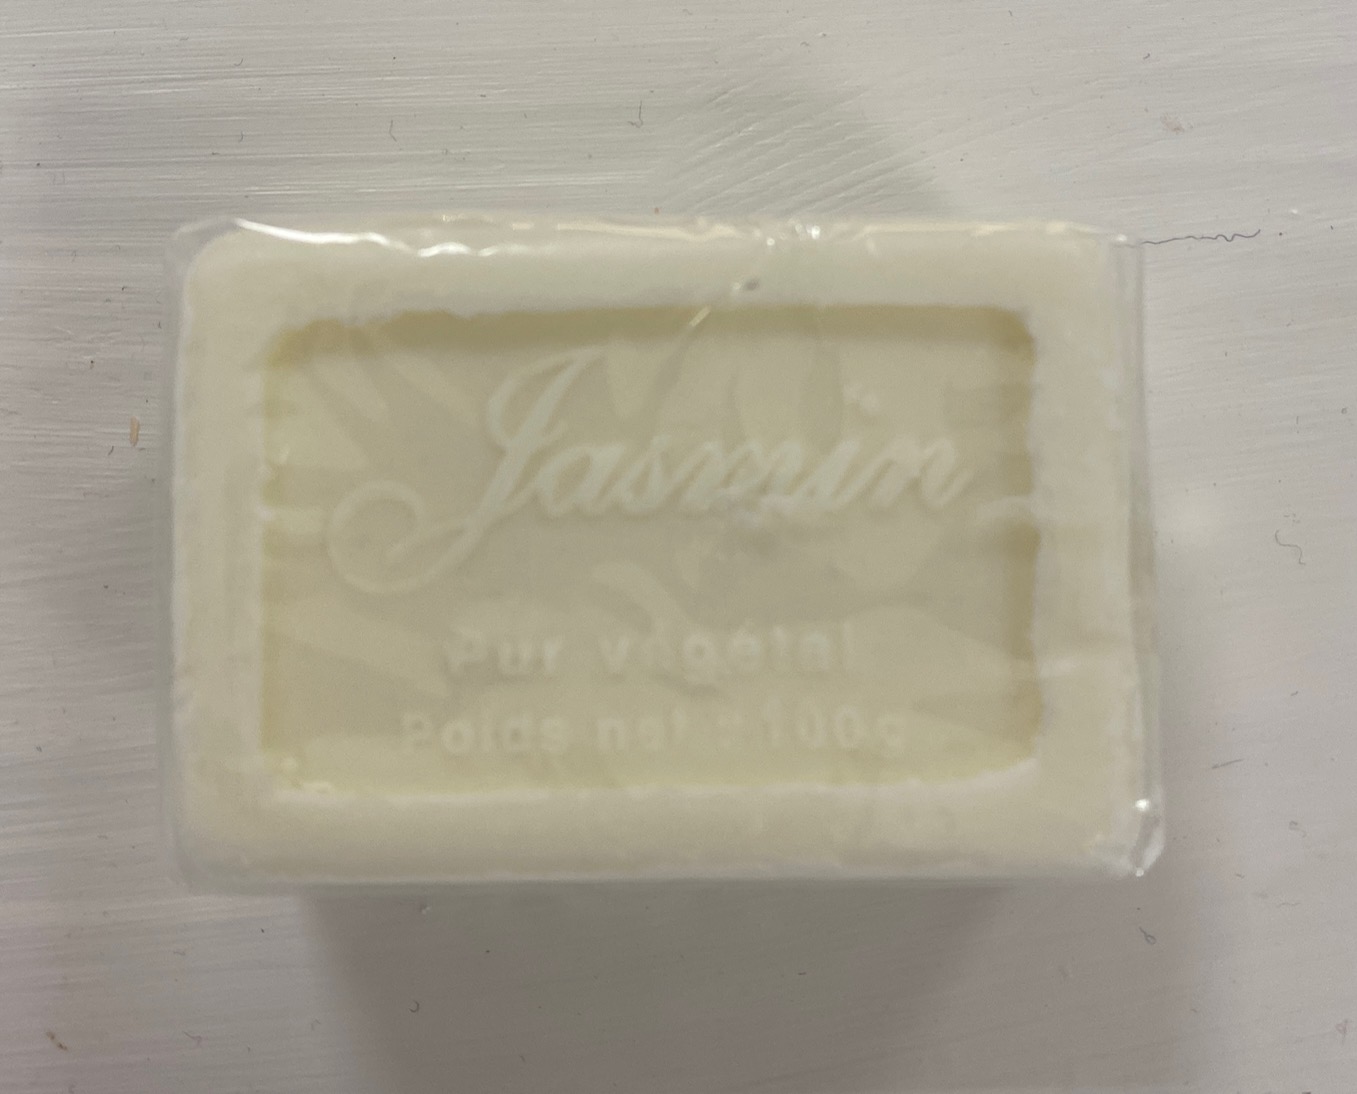 Jasmin
Pur végétal
Poids net : 100g